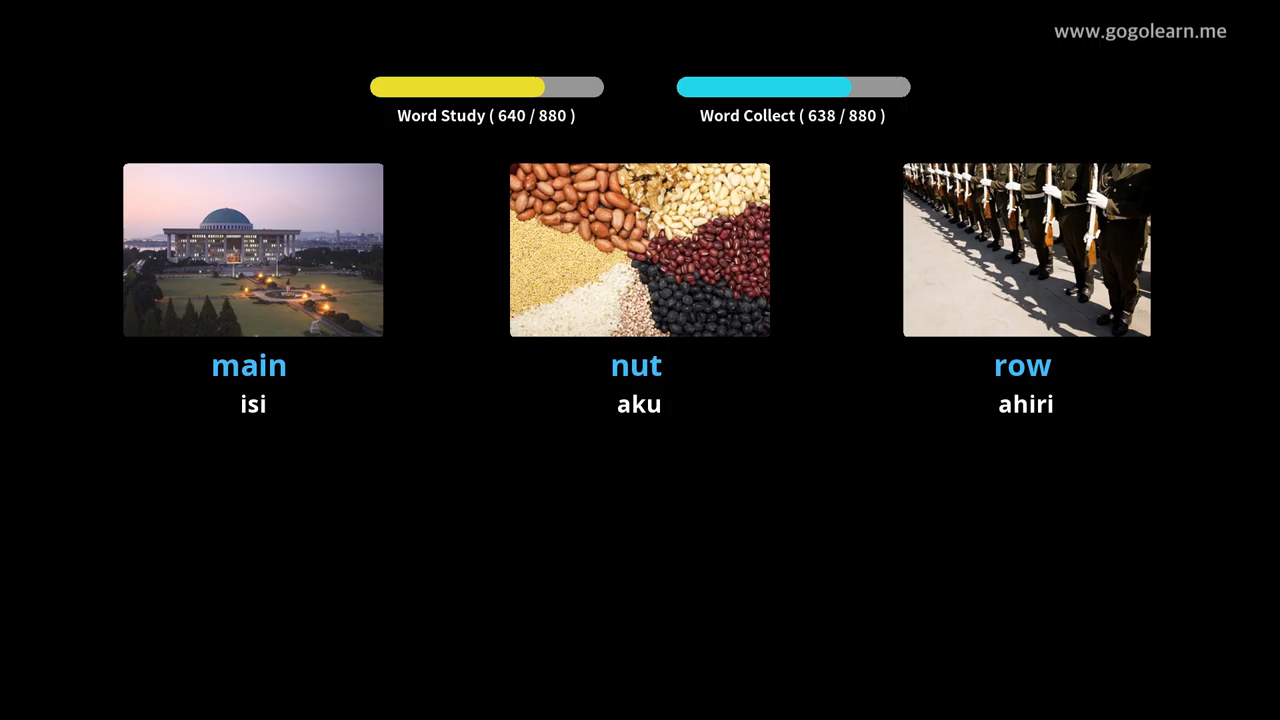 www.gogolearn.me
Word Study ( 640 / 880 )
Word Collect ( 638 / 880 )
main
isi
nut
aku
row
ahiri